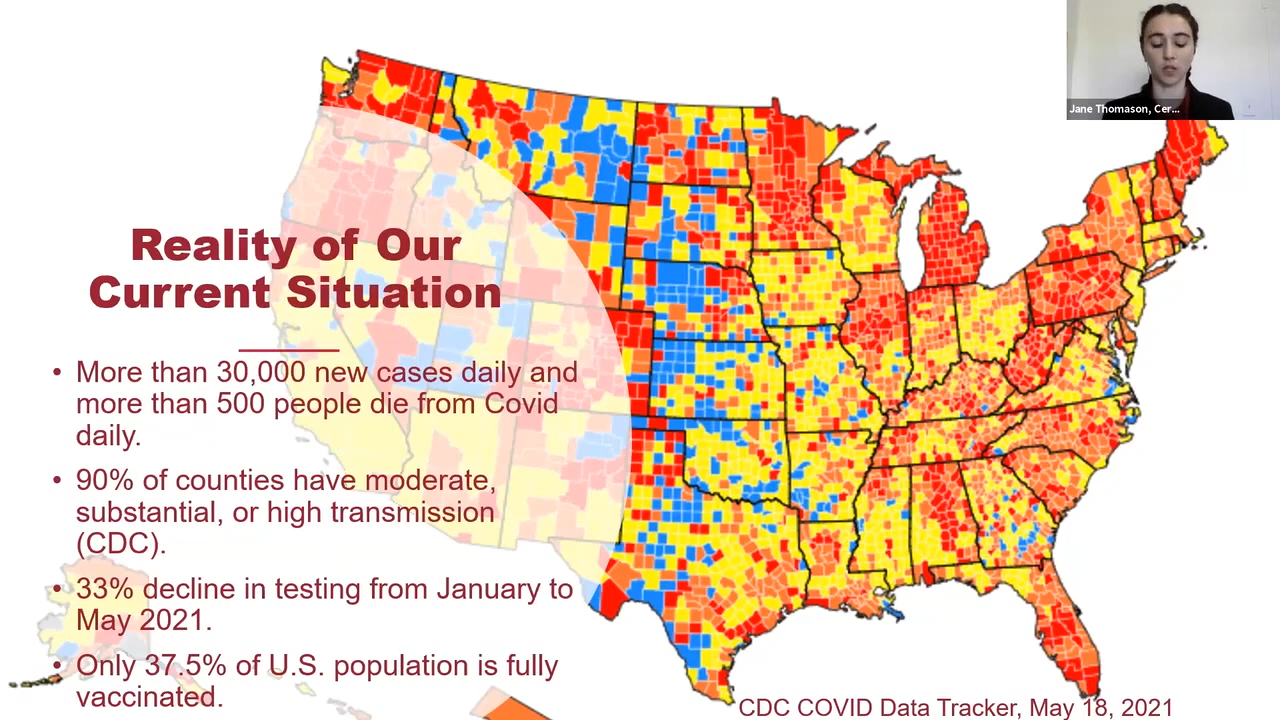 Jane Thomason, Cer...
Reality of Our
Current Situation
• More than 30,000 new cases daily and
more than 500 people die from Covid
daily.
• 90% of counties have moderate,
substantial, or high transmission
(CDC).
• 33% decline in testing from January to
May 2021.
• Only 37.5% of U.S. population is fully
vaccinated.
CDC COVID Data Tracker, May 18, 2021